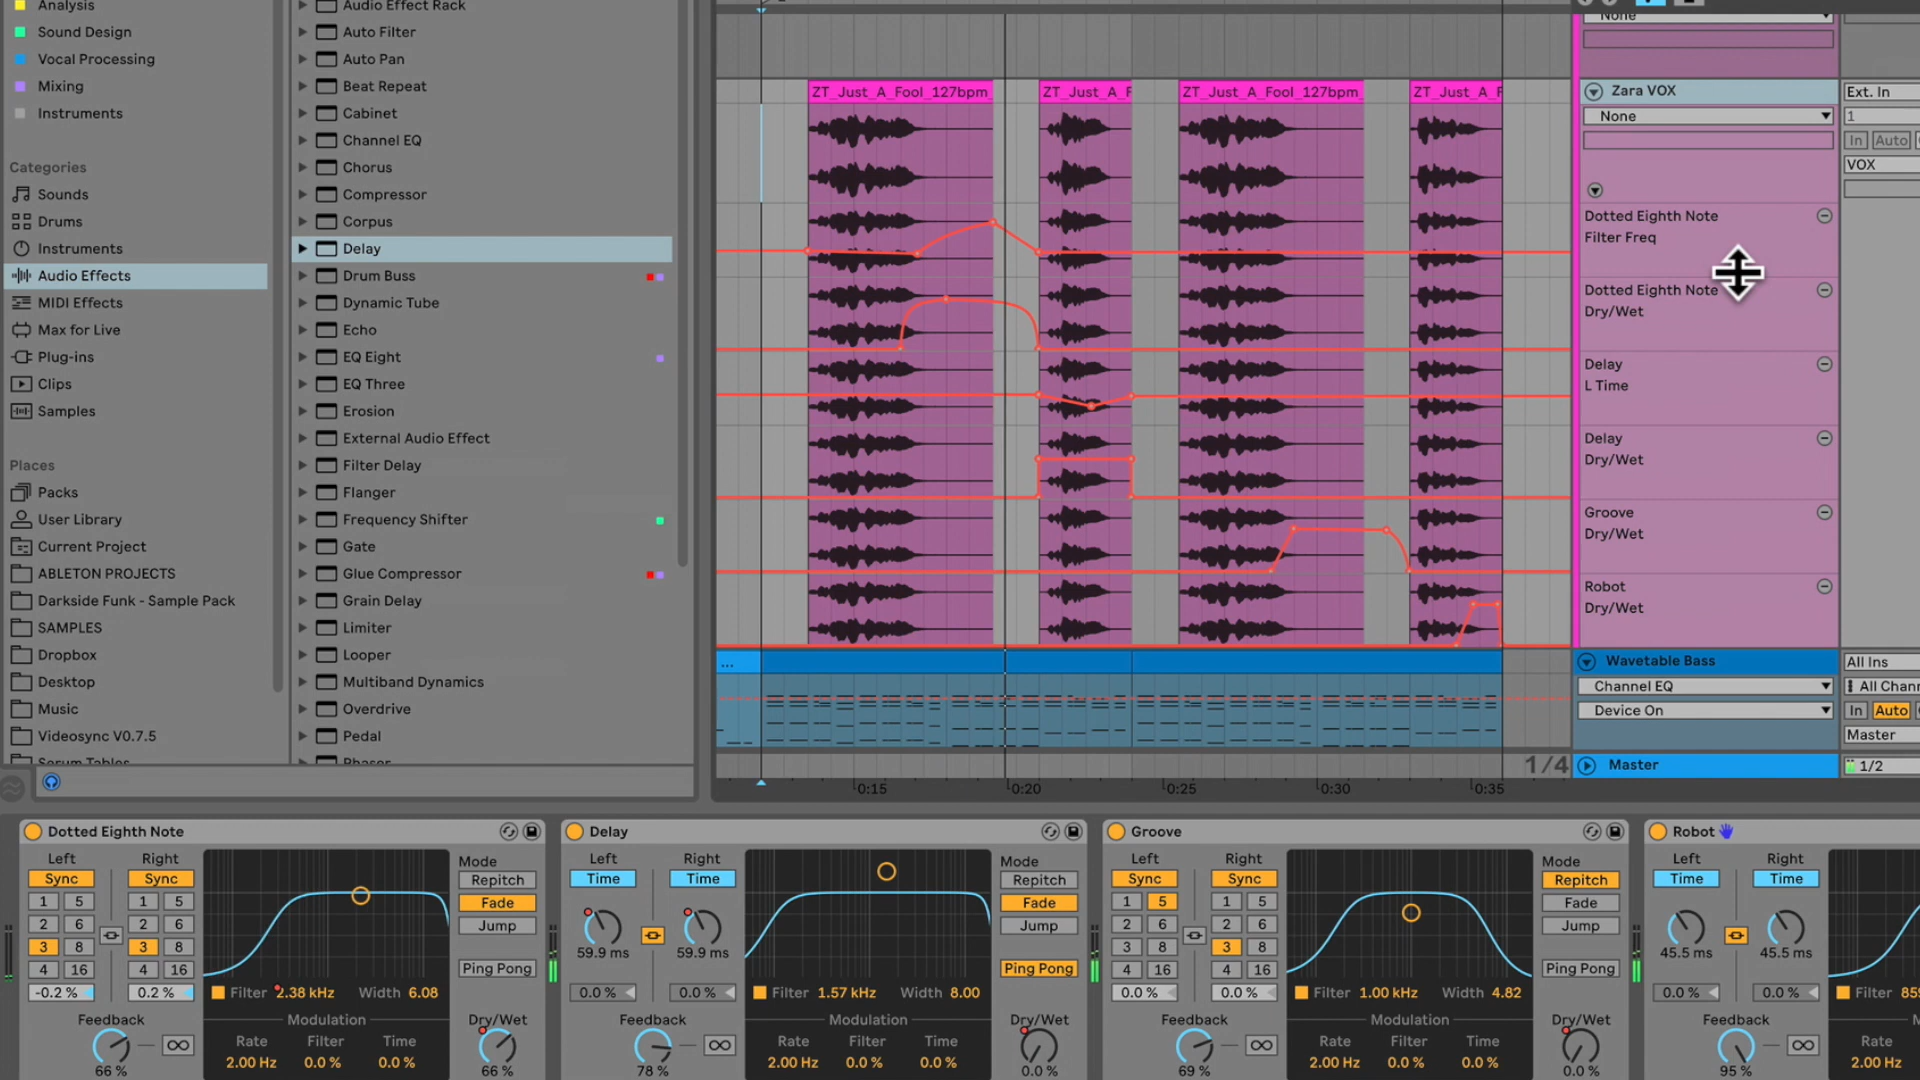 Analysis
Sound Design
Vocal Processing
Mixing
Instruments
Categories
Sounds
Drums
Instruments
Audio Effects
MIDI Effects
Max for Live
Plug-ins
Clips
Samples
Places
Packs
User Library
Current Project
ABLETON PROJECTS
Darkside Funk - Sample Pack
SAMPLES
Dropbox
Desktop
Music
Videosync V0.7.5
Serum Tables
Audio Effect Rack
Auto Filter
Auto Pan
Beat Repeat
Cabinet
Channel EQ
Chorus
Compressor
Corpus
Delay
Drum Buss
Dynamic Tube
Echo
EQ Eight
EQ Three
Erosion
External Audio Effect
Filter Delay
Flanger
Frequency Shifter
Gate
Glue Compressor
Grain Delay
Limiter
Looper
Multiband Dynamics
Overdrive
Pedal
Phaser
ZT_Just_A_Fool_127bpm_ ZT_Just_A_F ZT_Just_A_Fool_127bpm_ ZT_Just_A_F
...
1/4
0:15 0:20 0:25 0:30 0:35
None
Zara VOX
None
Dotted Eighth Note
Filter Freq
Dotted Eighth Note
Dry/Wet
Delay
L Time
Delay
Dry/Wet
Groove
Dry/Wet
Robot
Dry/Wet
Wavetable Bass
Channel EQ
Device On
Master
Ext. In
1
In Auto
VOX
All Ins
All Chann
In Auto
Master
1/2
Dotted Eighth Note
Left Right
Sync Sync
1 5 1 5
2 6 2 6
3 8 3 8
4 16 4 16
-0.2 % 0.2 %
Feedback
66 %
Filter 2.38 kHz Width 6.08
Modulation
Rate Filter Time
2.00 Hz 0.0 % 0.0 %
Mode
Repitch
Fade
Jump
Ping Pong
Dry/Wet
66 %
Delay
Left Right
Time Time
59.9 ms 59.9 ms
0.0 % 0.0 %
Feedback
78 %
Filter 1.57 kHz Width 8.00
Modulation
Rate Filter Time
2.00 Hz 0.0 % 0.0 %
Mode
Repitch
Fade
Jump
Ping Pong
Dry/Wet
0.0 %
Groove
Left Right
Sync Sync
1 5 1 5
2 6 2 6
3 8 3 8
4 16 4 16
0.0 % 0.0 %
Feedback
69 %
Filter 1.00 kHz Width 4.82
Modulation
Rate Filter Time
2.00 Hz 0.0 % 0.0 %
Mode
Repitch
Fade
Jump
Ping Pong
Dry/Wet
0.0 %
Robot
Left Right
Time Time
45.5 ms 45.5 ms
0.0 % 0.0 %
Feedback
95 %
Filter 85
Rate
2.00 Hz